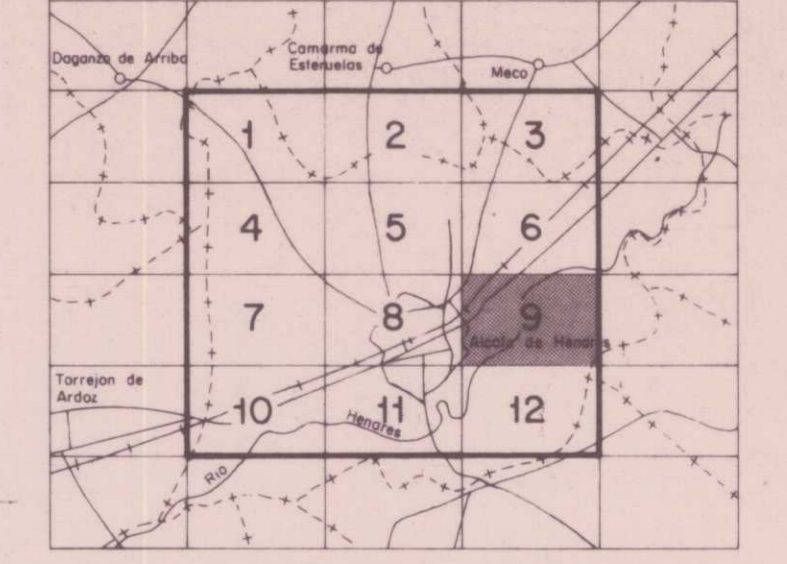 Daganzo de Arriba
Camarma de
Esteruelas
Meco
1
2
3
4
5
6
7
8
9
Alcala de Henares
Torrejon de
Ardoz
10
11
12
Henares
Rio